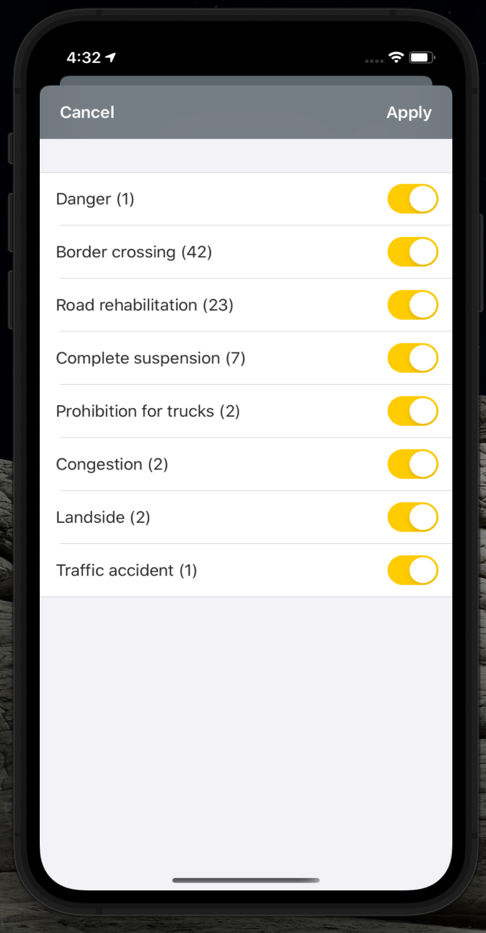 4:32
Cancel Apply
Danger (1)
Border crossing (42)
Road rehabilitation (23)
Complete suspension (7)
Prohibition for trucks (2)
Congestion (2)
Landside (2)
Traffic accident (1)